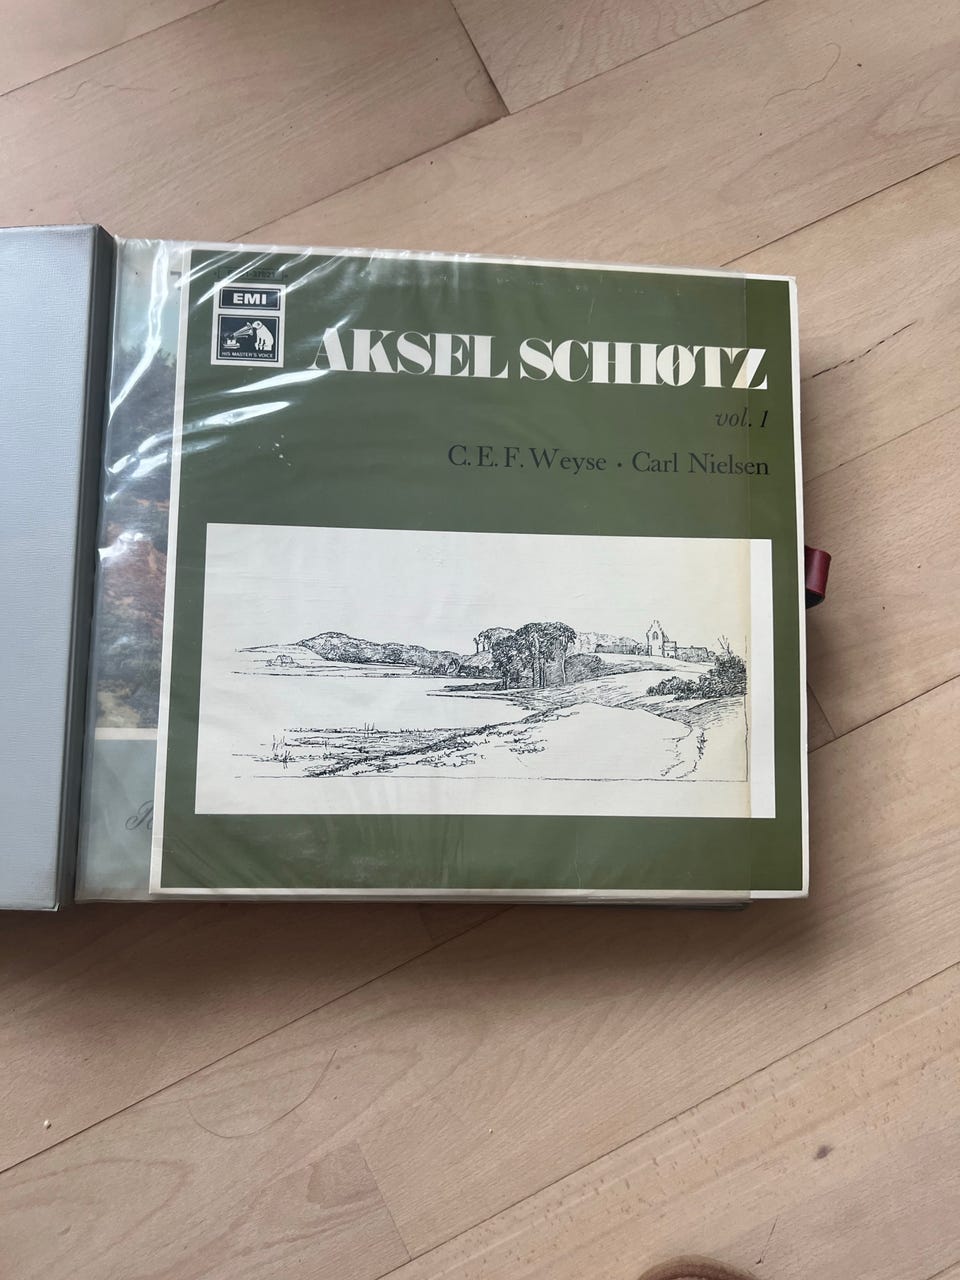 EMI
HIS MASTER'S VOICE
AKSEL SCHIØTZ
vol. 1
C. E. F. Weyse · Carl Nielsen